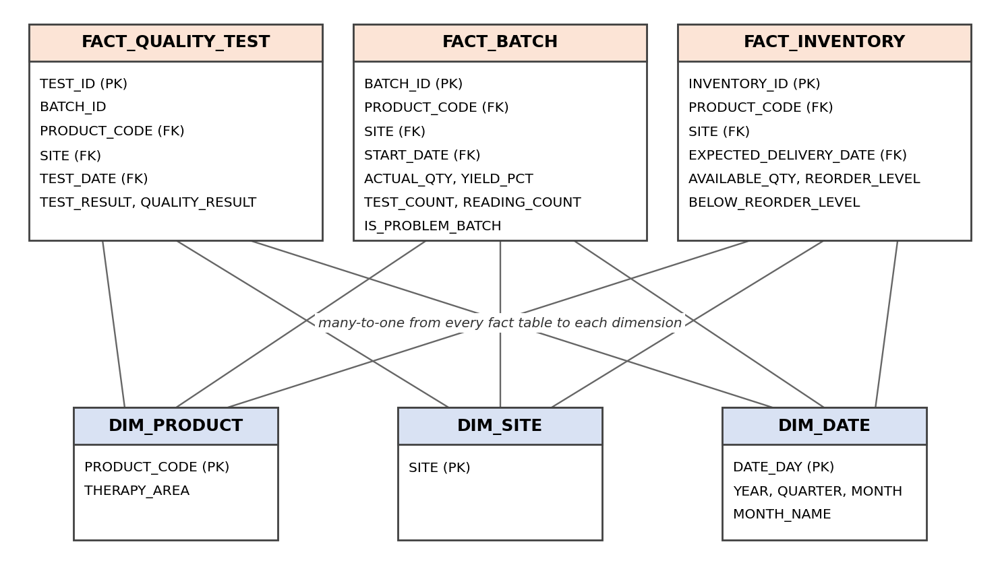 FACT_QUALITY_TEST
TEST_ID (PK)
BATCH_ID
PRODUCT_CODE (FK)
SITE (FK)
TEST_DATE (FK)
TEST_RESULT, QUALITY_RESULT
FACT_BATCH
BATCH_ID (PK)
PRODUCT_CODE (FK)
SITE (FK)
START_DATE (FK)
ACTUAL_QTY, YIELD_PCT
TEST_COUNT, READING_COUNT
IS_PROBLEM_BATCH
FACT_INVENTORY
INVENTORY_ID (PK)
PRODUCT_CODE (FK)
SITE (FK)
EXPECTED_DELIVERY_DATE (FK)
AVAILABLE_QTY, REORDER_LEVEL
BELOW_REORDER_LEVEL
many-to-one from every fact table to each dimension
DIM_PRODUCT
PRODUCT_CODE (PK)
THERAPY_AREA
DIM_SITE
SITE (PK)
DIM_DATE
DATE_DAY (PK)
YEAR, QUARTER, MONTH
MONTH_NAME